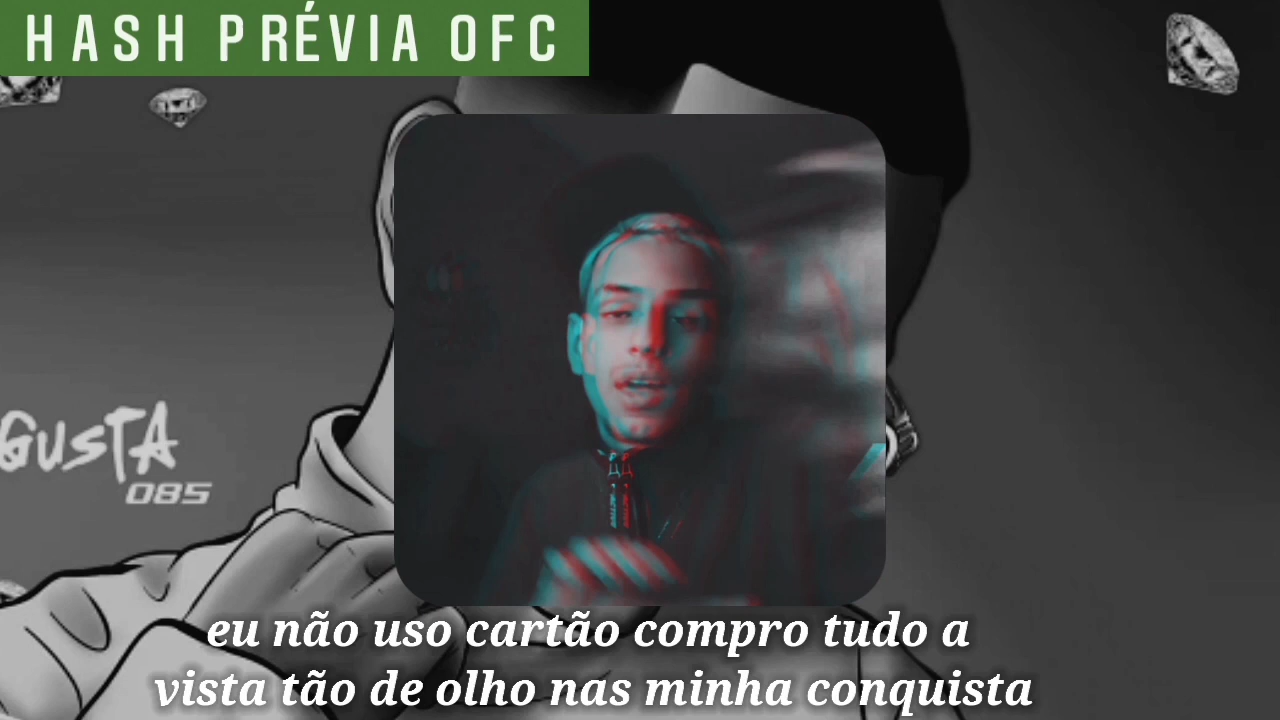 HASH PRÉVIA OFC
GUSTA
085
eu não uso cartão compro tudo a
vista tão de olho nas minha conquista